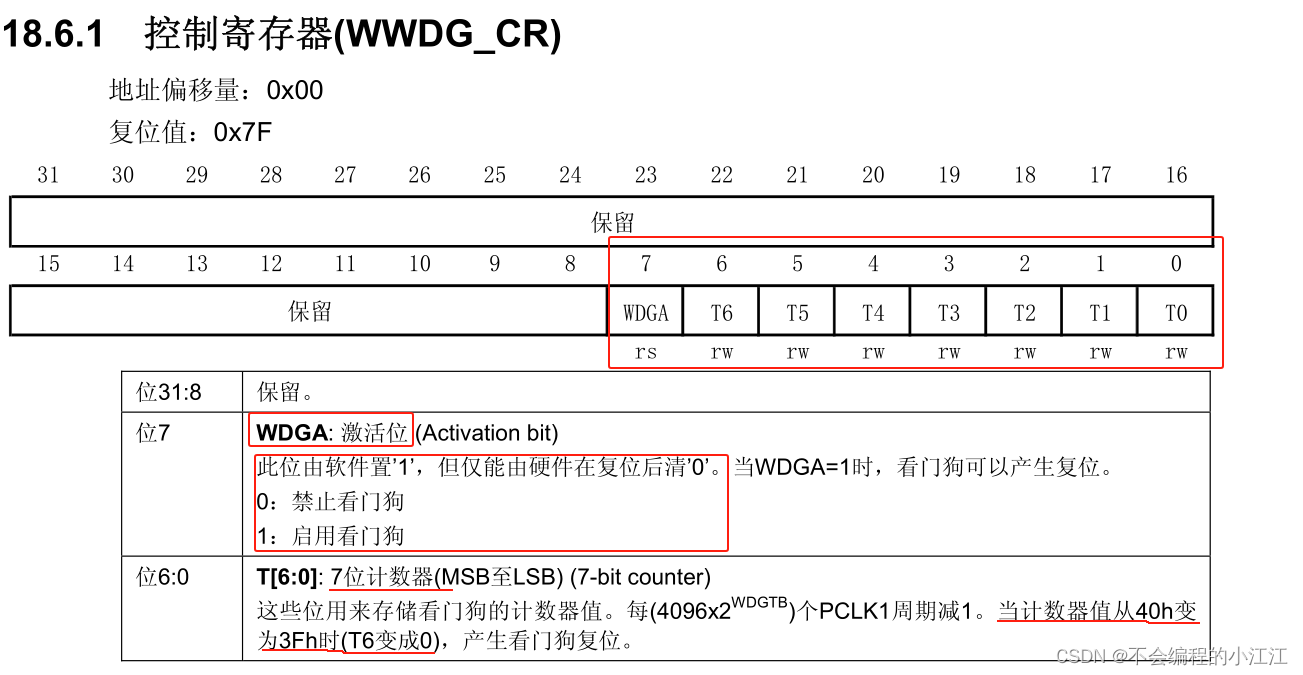 18.6.1 控制寄存器(WWDG_CR)
地址偏移量：0x00
复位值：0x7F
31 30 29 28 27 26 25 24 23 22 21 20 19 18 17 16
保留
15 14 13 12 11 10 9 8 7 6 5 4 3 2 1 0
保留 WDGA T6 T5 T4 T3 T2 T1 T0
rs rw rw rw rw rw rw rw
位31:8 保留。
位7 WDGA: 激活位 (Activation bit)
此位由软件置’1’，但仅能由硬件在复位后清’0’。当WDGA=1时，看门狗可以产生复位。
0：禁止看门狗
1：启用看门狗
位6:0 T[6:0]: 7位计数器(MSB至LSB) (7-bit counter)
这些位用来存储看门狗的计数器值。每(4096x2WDGTB)个PCLK1周期减1。当计数器值从40h变
为3Fh时(T6变成0)，产生看门狗复位。
CSDN @不会编程的小江江